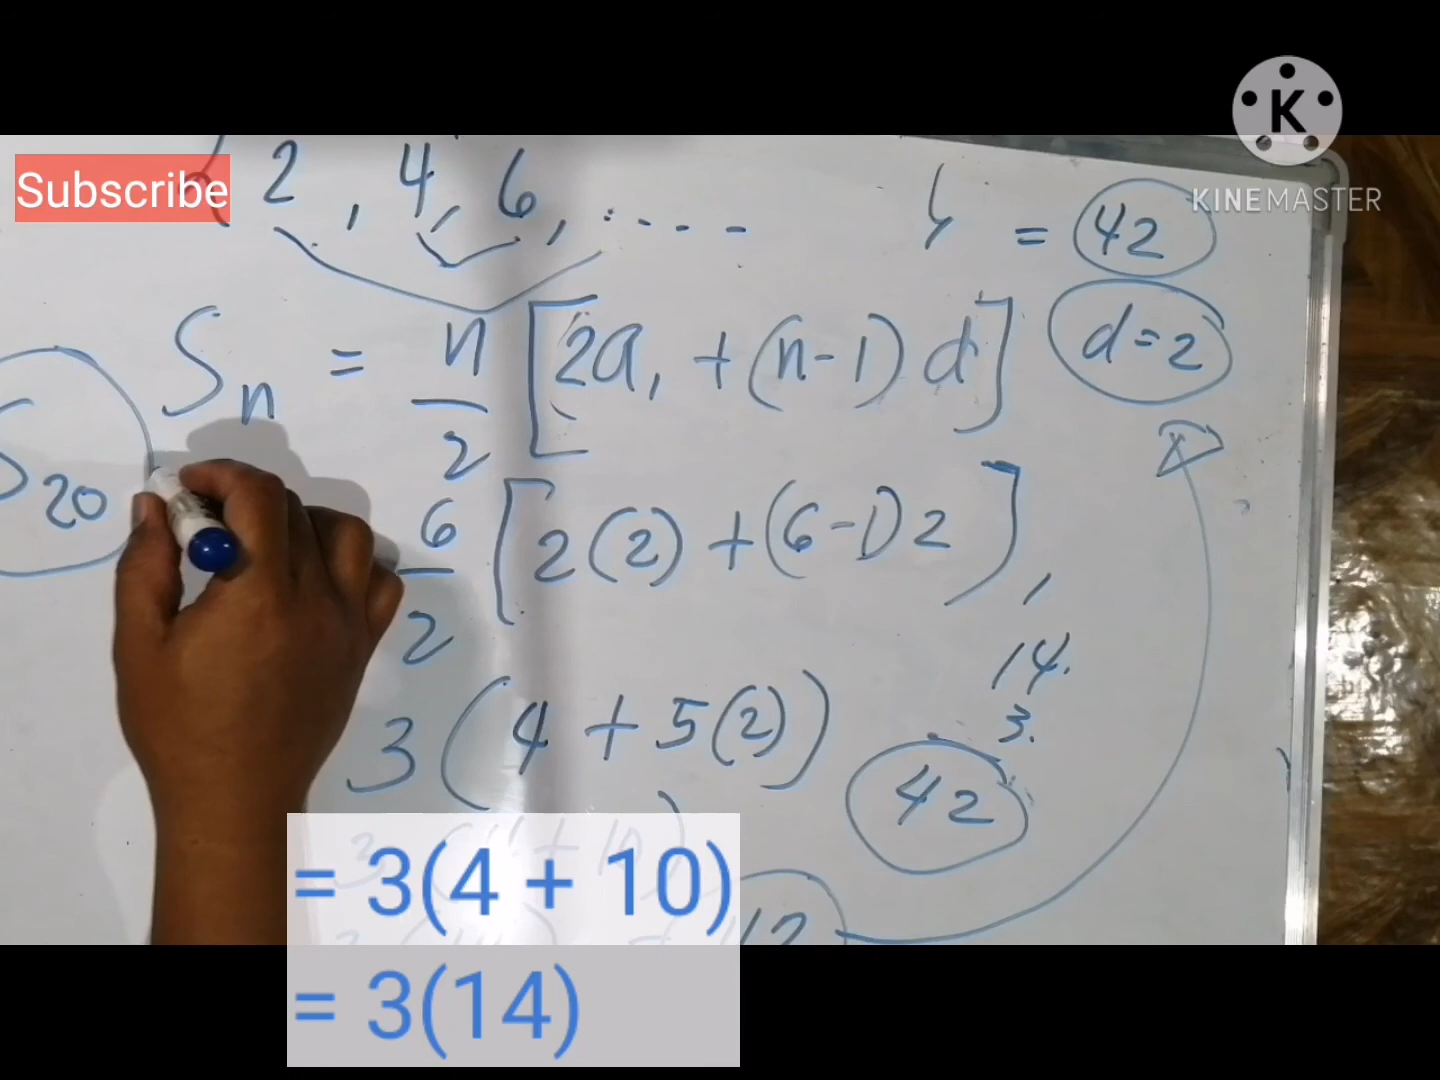 K
KINEMASTER
Subscribe
2, 4, 6, .... } = 42
Sn = n/2 [2a₁ + (n-1) d] d=2
S20
6/2 [2(2) + (6-1) 2]
14.
3.
3 (4 + 5(2)) 42
= 3(4 + 10)
= 3(14)